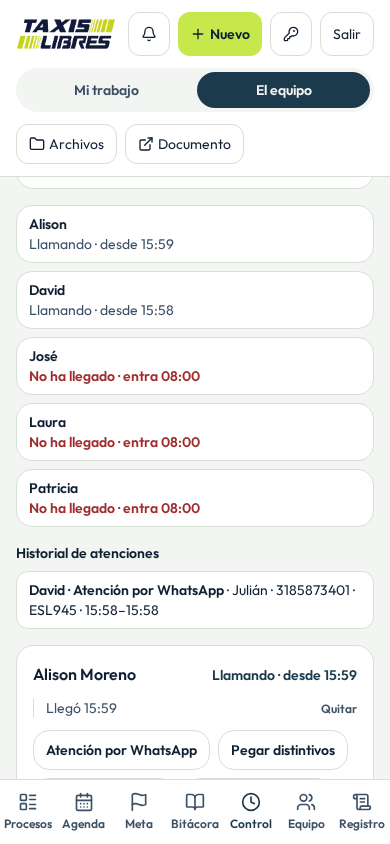 TAXIS
LIBRES
Nuevo
Salir
Mi trabajo
El equipo
Archivos
Documento
Alison
Llamando · desde 15:59
David
Llamando · desde 15:58
José
No ha llegado · entra 08:00
Laura
No ha llegado · entra 08:00
Patricia
No ha llegado · entra 08:00
Historial de atenciones
David · Atención por WhatsApp · Julián · 3185873401 ·
ESL945 · 15:58–15:58
Alison Moreno
Llamando · desde 15:59
Llegó 15:59
Quitar
Atención por WhatsApp
Pegar distintivos
Procesos
Agenda
Meta
Bitácora
Control
Equipo
Registro